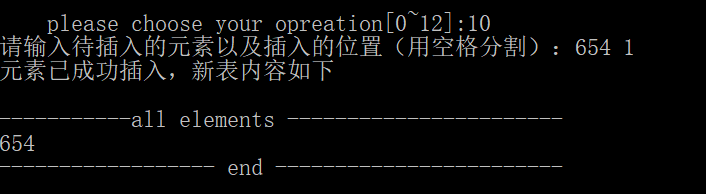 please choose your opreation[0~12]:10
请输入待插入的元素以及插入的位置（用空格分割）：654 1
元素已成功插入，新表内容如下
-----------all elements -----------------------
654
------------------ end ------------------------